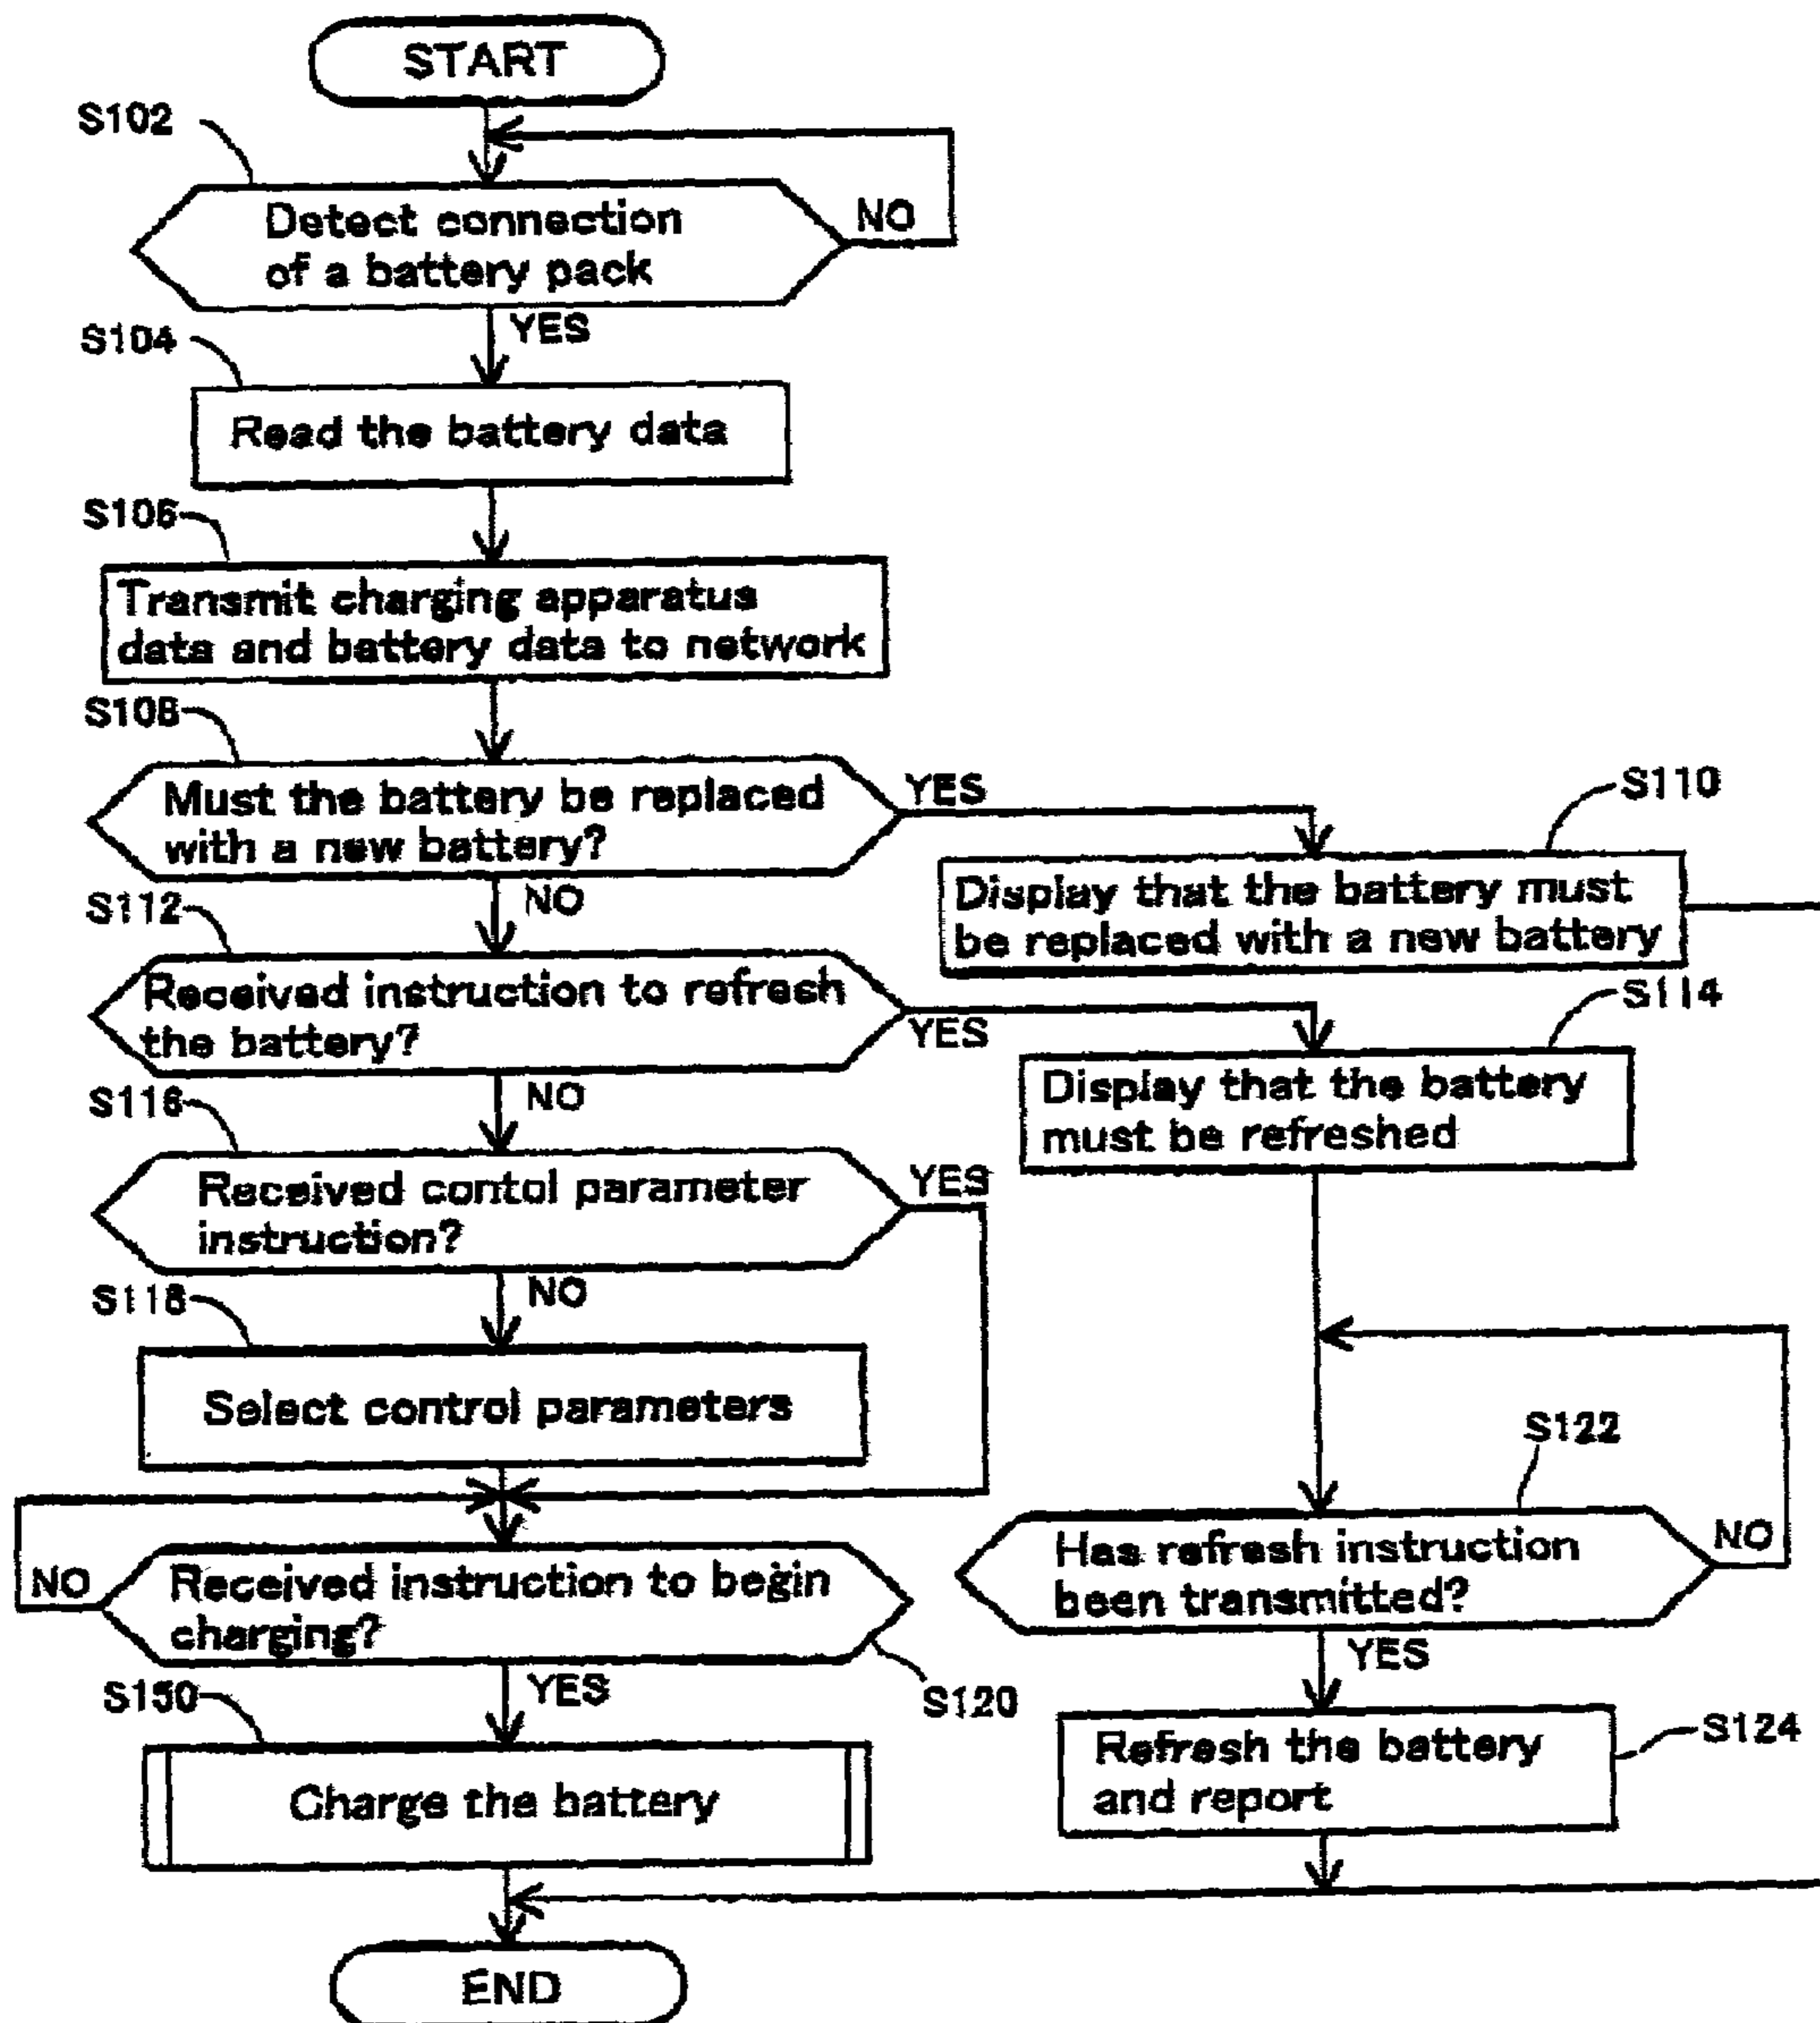 START
S102
Detect connection
of a battery pack
NO
YES
S104
Read the battery data
S106
Transmit charging apparatus
data and battery data to network
S108
Must the battery be replaced
with a new battery?
YES
S110
Display that the battery must
be replaced with a new battery
NO
S112
Received instruction to refresh
the battery?
YES
S114
Display that the battery
must be refreshed
NO
S116
Received contol parameter
instruction?
YES
NO
S118
Select control parameters
S122
Has refresh instruction
been transmitted?
NO
NO
Received instruction to begin
charging?
YES
S120
YES
S150
Charge the battery
Refresh the battery
and report
S124
END